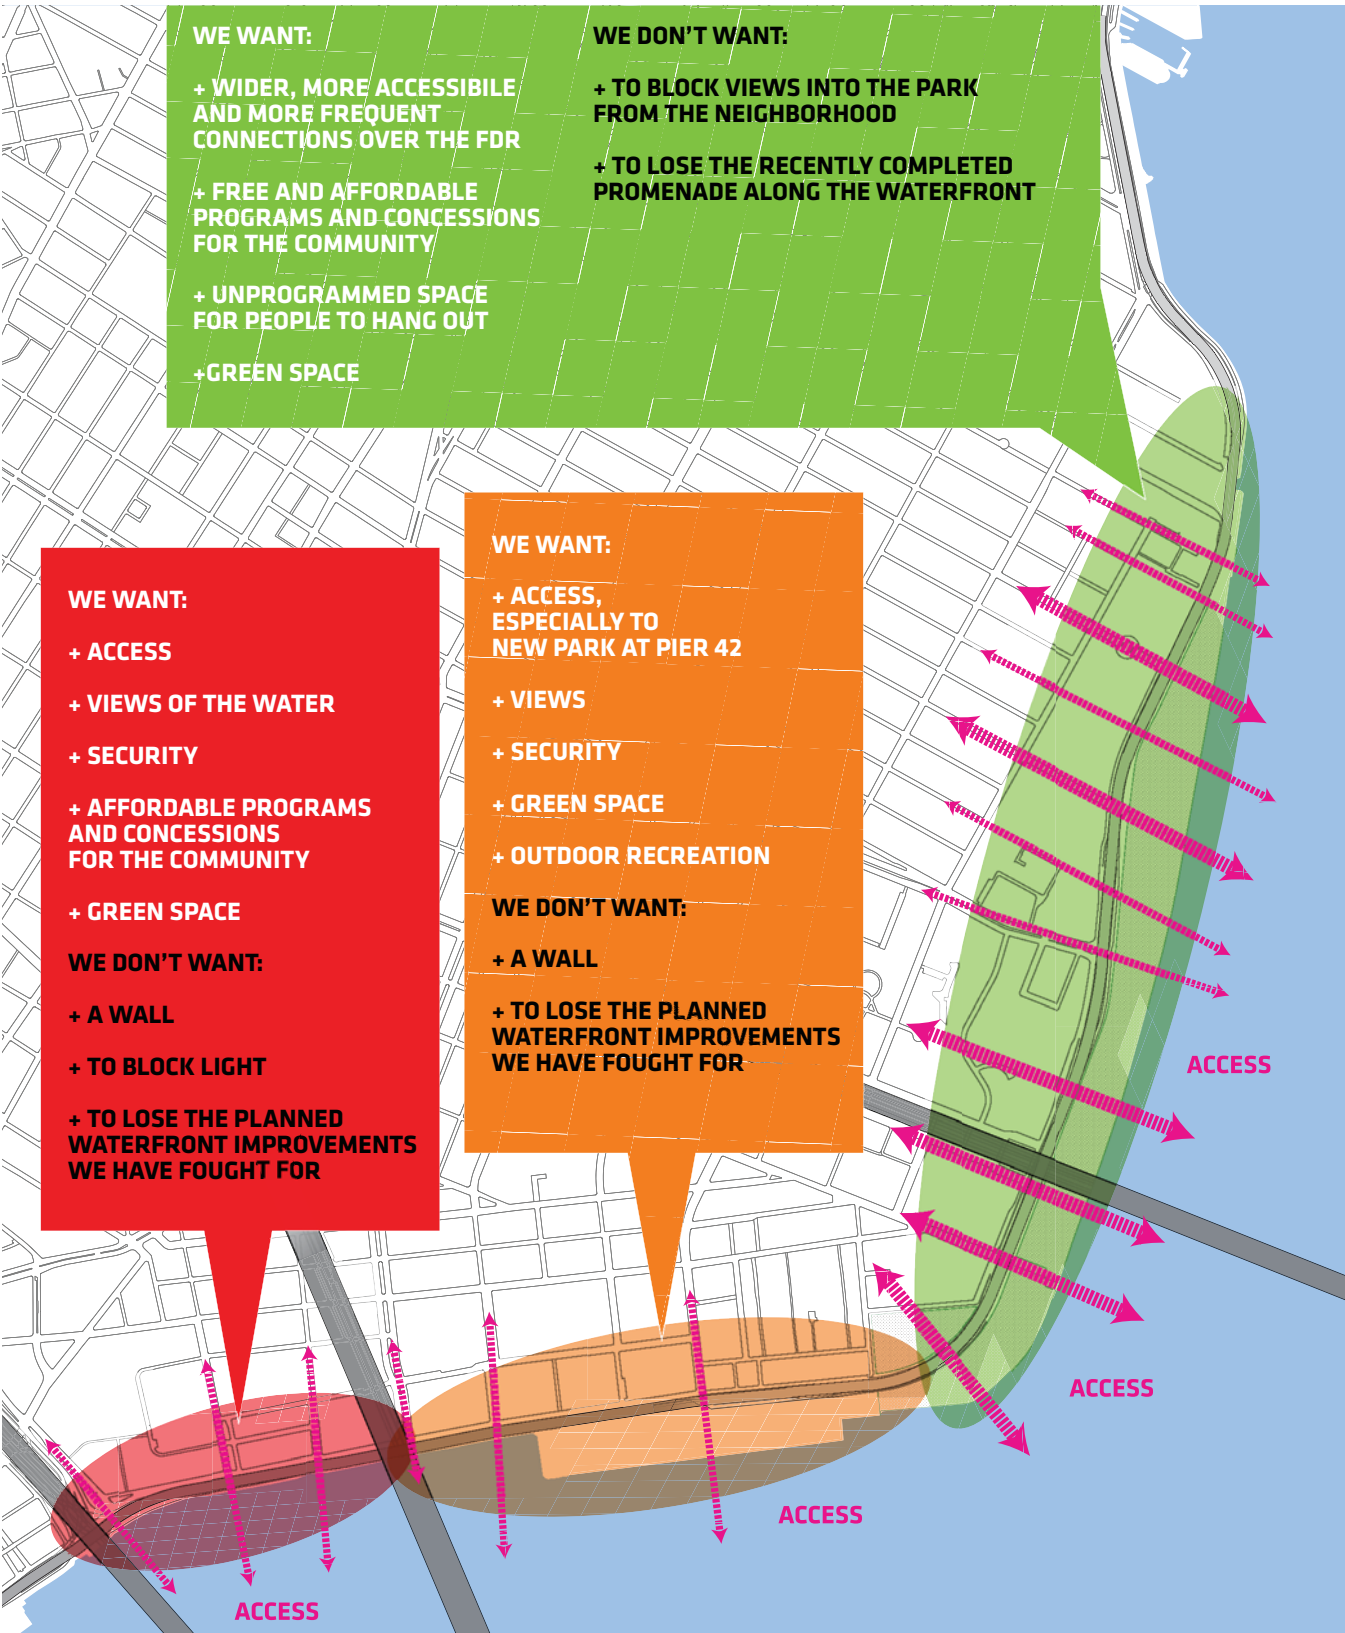 WE WANT:
+ WIDER, MORE ACCESSIBILE
AND MORE FREQUENT
CONNECTIONS OVER THE FDR
+ FREE AND AFFORDABLE
PROGRAMS AND CONCESSIONS
FOR THE COMMUNITY
+ UNPROGRAMMED SPACE
FOR PEOPLE TO HANG OUT
+GREEN SPACE
WE DON'T WANT:
+ TO BLOCK VIEWS INTO THE PARK
FROM THE NEIGHBORHOOD
+ TO LOSE THE RECENTLY COMPLETED
PROMENADE ALONG THE WATERFRONT
WE WANT:
+ ACCESS
+ VIEWS OF THE WATER
+ SECURITY
+ AFFORDABLE PROGRAMS
AND CONCESSIONS
FOR THE COMMUNITY
+ GREEN SPACE
WE DON'T WANT:
+ A WALL
+ TO BLOCK LIGHT
+ TO LOSE THE PLANNED
WATERFRONT IMPROVEMENTS
WE HAVE FOUGHT FOR
WE WANT:
+ ACCESS,
ESPECIALLY TO
NEW PARK AT PIER 42
+ VIEWS
+ SECURITY
+ GREEN SPACE
+ OUTDOOR RECREATION
WE DON'T WANT:
+ A WALL
+ TO LOSE THE PLANNED
WATERFRONT IMPROVEMENTS
WE HAVE FOUGHT FOR
ACCESS
ACCESS
ACCESS
ACCESS